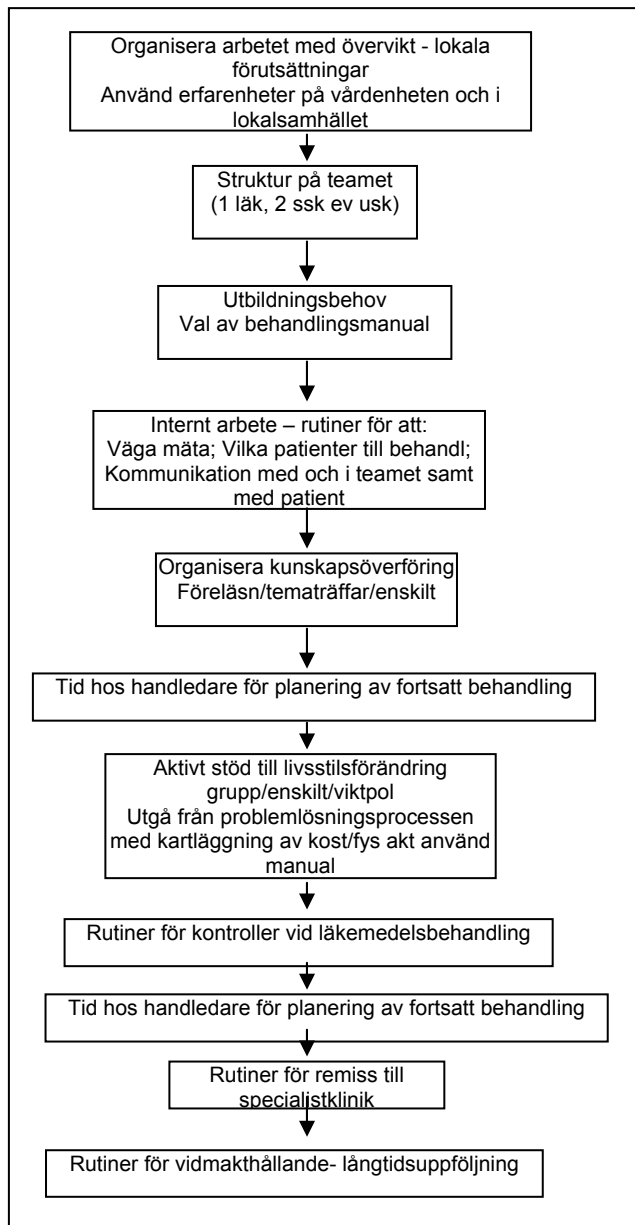 Organisera arbetet med övervikt - lokala
förutsättningar
Använd erfarenheter på vårdenheten och i
lokalsamhället
Struktur på teamet
(1 läk, 2 ssk ev usk)
Utbildningsbehov
Val av behandlingsmanual
Internt arbete – rutiner för att:
Väga mäta; Vilka patienter till behandl;
Kommunikation med och i teamet samt
med patient
Organisera kunskapsöverföring
Föreläsn/tematräffar/enskilt
Tid hos handledare för planering av fortsatt behandling
Aktivt stöd till livsstilsförändring
grupp/enskilt/viktpol
Utgå från problemlösningsprocessen
med kartläggning av kost/fys akt använd
manual
Rutiner för kontroller vid läkemedelsbehandling
Tid hos handledare för planering av fortsatt behandling
Rutiner för remiss till
specialistklinik
Rutiner för vidmakthållande- långtidsuppföljning